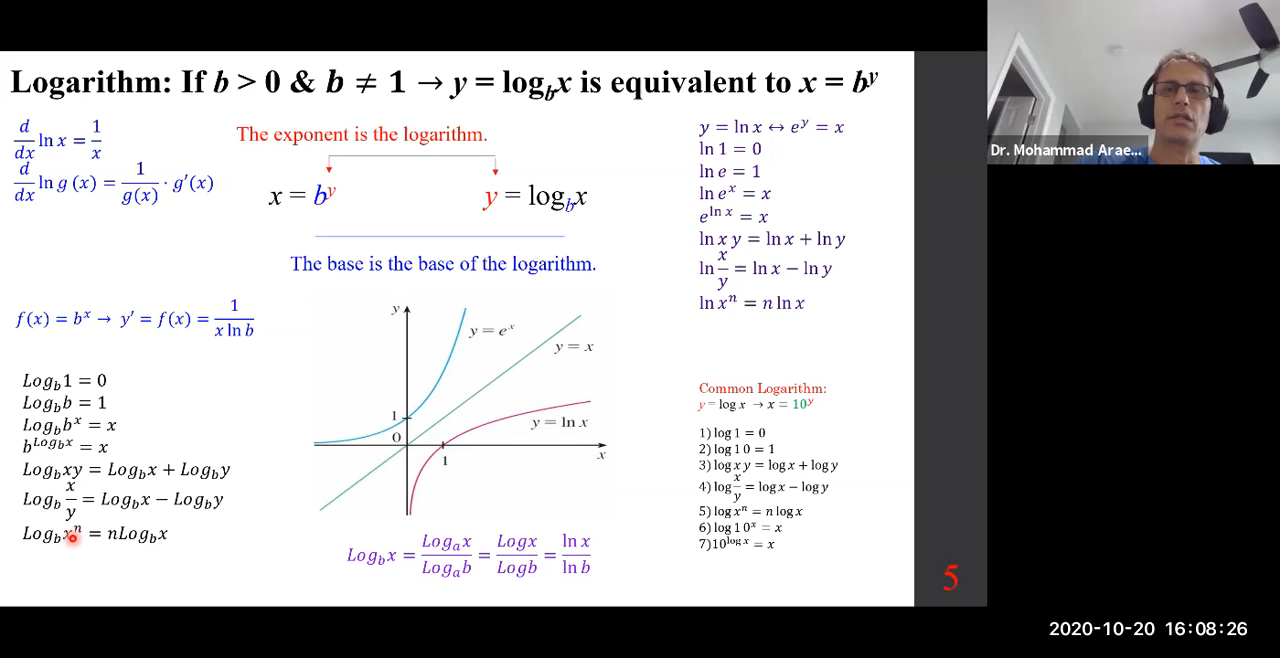 Logarithm: If b > 0 & b ≠ 1 → y = log_b x is equivalent to x = b^y
d/dx ln x = 1/x
d/dx ln g (x) = 1/g(x) · g′(x)
The exponent is the logarithm.
x = b^y
y = log_b x
The base is the base of the logarithm.
f(x) = b^x → y′ = f(x) = 1/(x ln b)
Log_b 1 = 0
Log_b b = 1
Log_b b^x = x
b^(Log_b x) = x
Log_b xy = Log_b x + Log_b y
Log_b x/y = Log_b x − Log_b y
Log_b x^n = nLog_b x
y
y = e^x
y = x
1
0
y = ln x
1
x
Log_b x = Log_a x/Log_a b = Logx/Logb = ln x/ln b
y = ln x ↔ e^y = x
ln 1 = 0
ln e = 1
ln e^x = x
e^(ln x) = x
ln x y = ln x + ln y
ln x/y = ln x − ln y
ln x^n = n ln x
Common Logarithm:
y = log x → x = 10^y
1) log 1 = 0
2) log 10 = 1
3) log x y = log x + log y
4) log x/y = log x − log y
5) log x^n = n log x
6) log 10^x = x
7)10^(log x) = x
5
Dr. Mohammad Arae...
2020-10-20 16:08:26